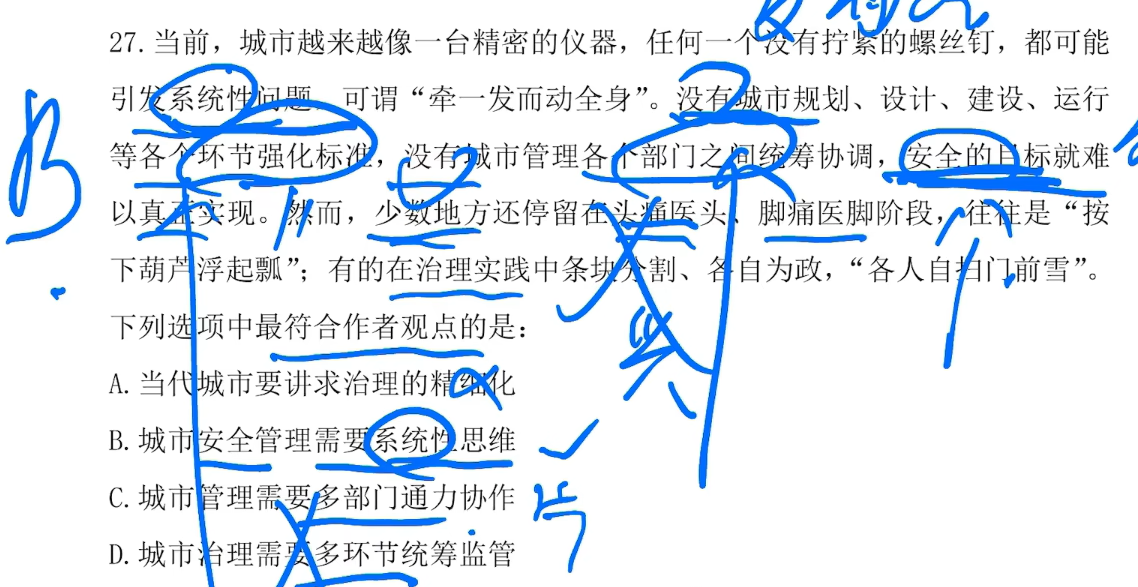 27. 当前，城市越来越像一台精密的仪器，任何一个没有拧紧的螺丝钉，都可能
引发系统性问题，可谓“牵一发而动全身”。没有城市规划、设计、建设、运行
等各个环节强化标准，没有城市管理各个部门之间统筹协调，安全的目标就难
以真正实现。然而，少数地方还停留在头痛医头、脚痛医脚阶段，往往是“按
下葫芦浮起瓢”；有的在治理实践中条块分割、各自为政，“各人自扫门前雪”。
下列选项中最符合作者观点的是：
A. 当代城市要讲求治理的精细化
B. 城市安全管理需要系统性思维
C. 城市管理需要多部门通力协作
D. 城市治理需要多环节统筹监管